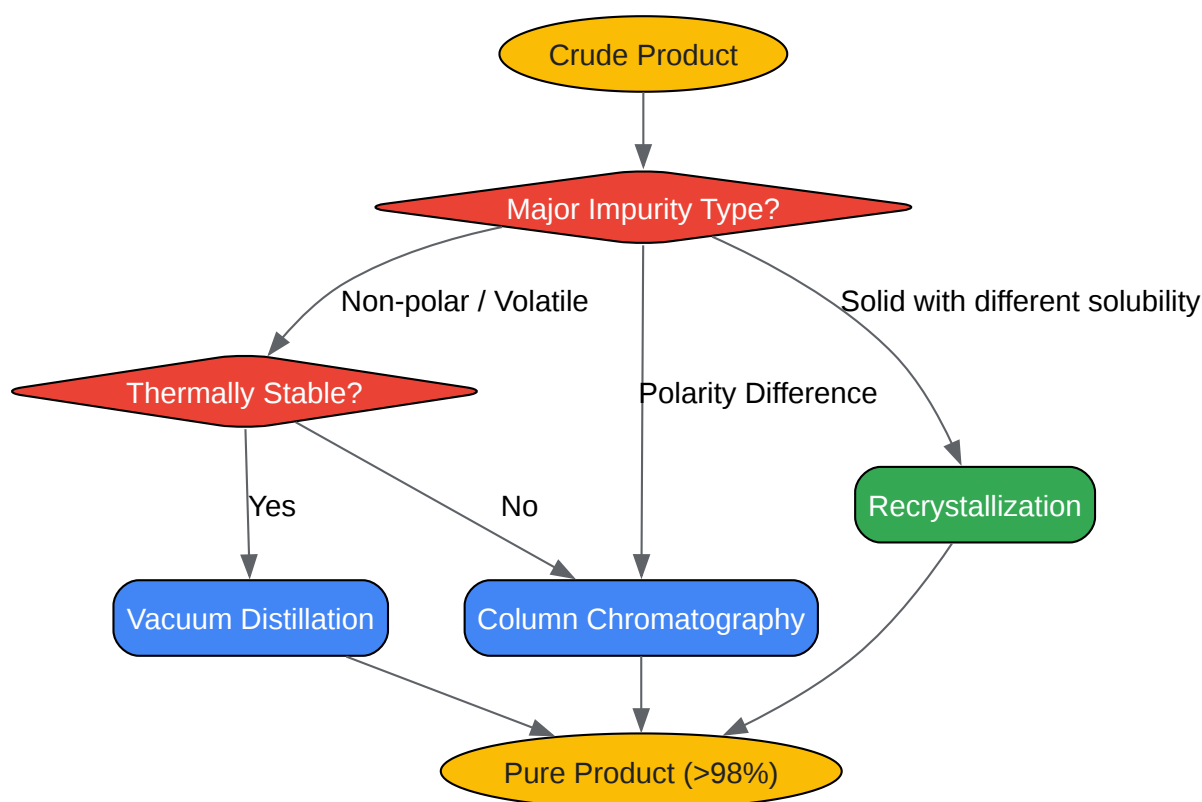 Crude Product
Major Impurity Type?
Non-polar / Volatile
Solid with different solubility
Thermally Stable?
Polarity Difference
Yes
No
Recrystallization
Vacuum Distillation
Column Chromatography
Pure Product (>98%)